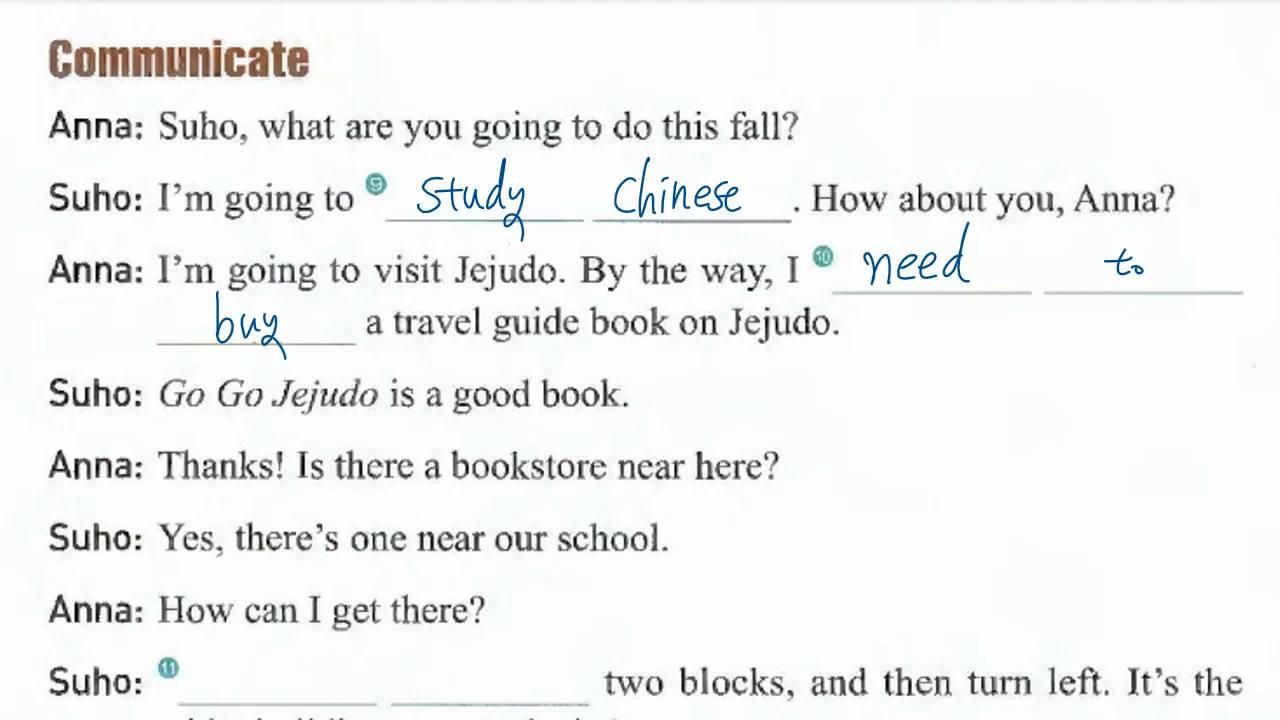 Communicate
Anna: Suho, what are you going to do this fall?
Suho: I'm going to ⑨ study Chinese. How about you, Anna?
Anna: I'm going to visit Jejudo. By the way, I ⑩ need to
buy a travel guide book on Jejudo.
Suho: Go Go Jejudo is a good book.
Anna: Thanks! Is there a bookstore near here?
Suho: Yes, there's one near our school.
Anna: How can I get there?
Suho: ⑪ two blocks, and then turn left. It's the